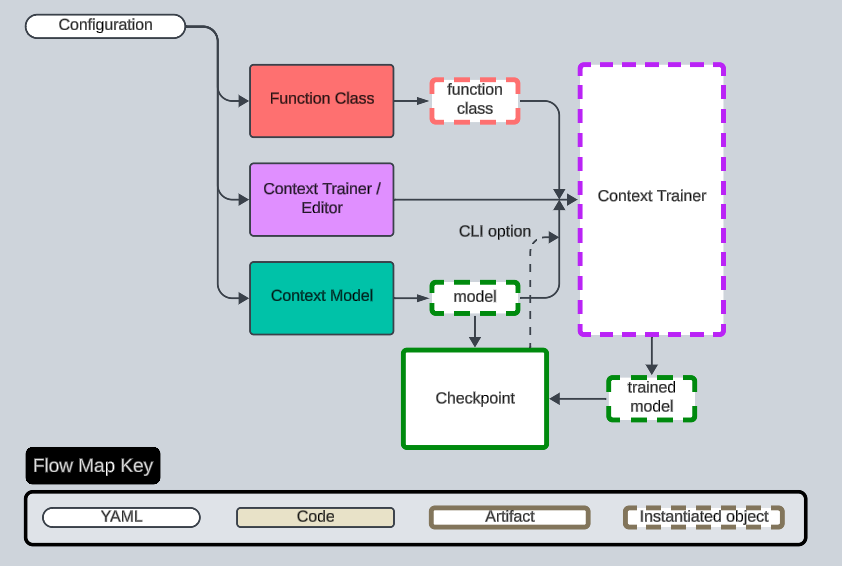 Configuration
Function Class
function
class
Context Trainer /
Editor
Context Trainer
CLI option
Context Model
model
Checkpoint
trained
model
Flow Map Key
YAML
Code
Artifact
Instantiated object